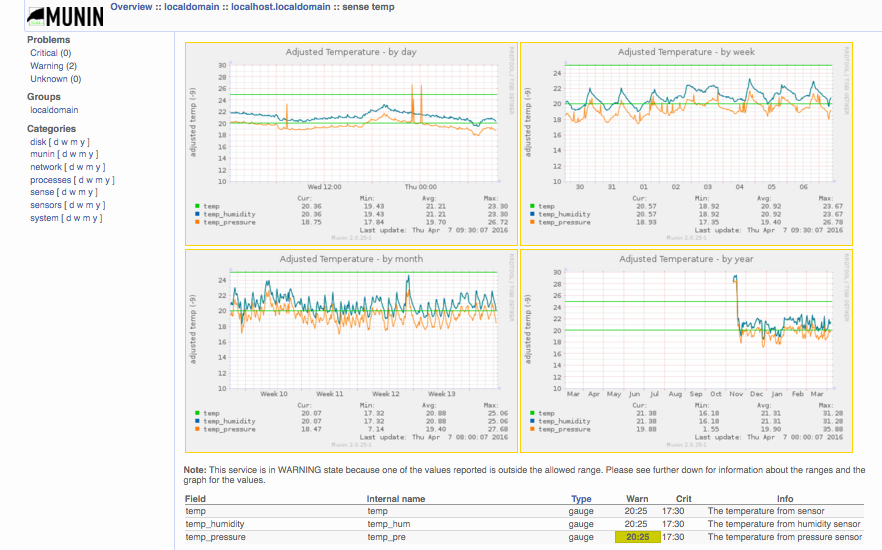 MUNIN
Overview :: localdomain :: localhost.localdomain :: sense temp
Problems
Critical (0)
Warning (2)
Unknown (0)
Groups
localdomain
Categories
disk [ d w m y ]
munin [ d w m y ]
network [ d w m y ]
processes [ d w m y ]
sense [ d w m y ]
sensors [ d w m y ]
system [ d w m y ]
Adjusted Temperature - by day
RRDTOOL / TOBI OETIKER
adjusted temp (-9)
30
28
26
24
22
20
18
16
14
12
10
Wed 12:00 Thu 00:00
Cur: Min: Avg: Max:
temp 20.36 19.43 21.21 23.30
temp_humidity 20.36 19.43 21.21 23.30
temp_pressure 18.75 17.84 19.70 26.72
Last update: Thu Apr 7 09:30:07 2016
Munin 2.0.25-1
Adjusted Temperature - by week
RRDTOOL / TOBI OETIKER
adjusted temp (-9)
24
22
20
18
16
14
12
10
30 31 01 02 03 04 05 06
Cur: Min: Avg: Max:
temp 20.57 18.92 20.92 23.67
temp_humidity 20.57 18.92 20.92 23.67
temp_pressure 18.93 17.35 19.40 26.78
Last update: Thu Apr 7 09:30:07 2016
Munin 2.0.25-1
Adjusted Temperature - by month
RRDTOOL / TOBI OETIKER
adjusted temp (-9)
24
22
20
18
16
14
12
10
Week 10 Week 11 Week 12 Week 13
Cur: Min: Avg: Max:
temp 20.07 17.32 20.88 25.06
temp_humidity 20.07 17.32 20.88 25.06
temp_pressure 18.47 7.14 19.40 27.68
Last update: Thu Apr 7 08:00:07 2016
Munin 2.0.25-1
Adjusted Temperature - by year
RRDTOOL / TOBI OETIKER
adjusted temp (-9)
30
28
26
24
22
20
18
16
14
12
10
Mar Apr May Jun Jul Aug Sep Oct Nov Dec Jan Feb Mar
Cur: Min: Avg: Max:
temp 21.38 16.18 21.31 31.28
temp_humidity 21.38 16.18 21.31 31.28
temp_pressure 19.88 1.55 19.90 35.88
Last update: Thu Apr 7 00:00:07 2016
Munin 2.0.25-1
Note: This service is in WARNING state because one of the values reported is outside the allowed range. Please see further down for information about the ranges and the
graph for the values.
Field Internal name Type Warn Crit Info
temp temp gauge 20:25 17:30 The temperature from sensor
temp_humidity temp_hum gauge 20:25 17:30 The temperature from humidity sensor
temp_pressure temp_pre gauge 20:25 17:30 The temperature from pressure sensor